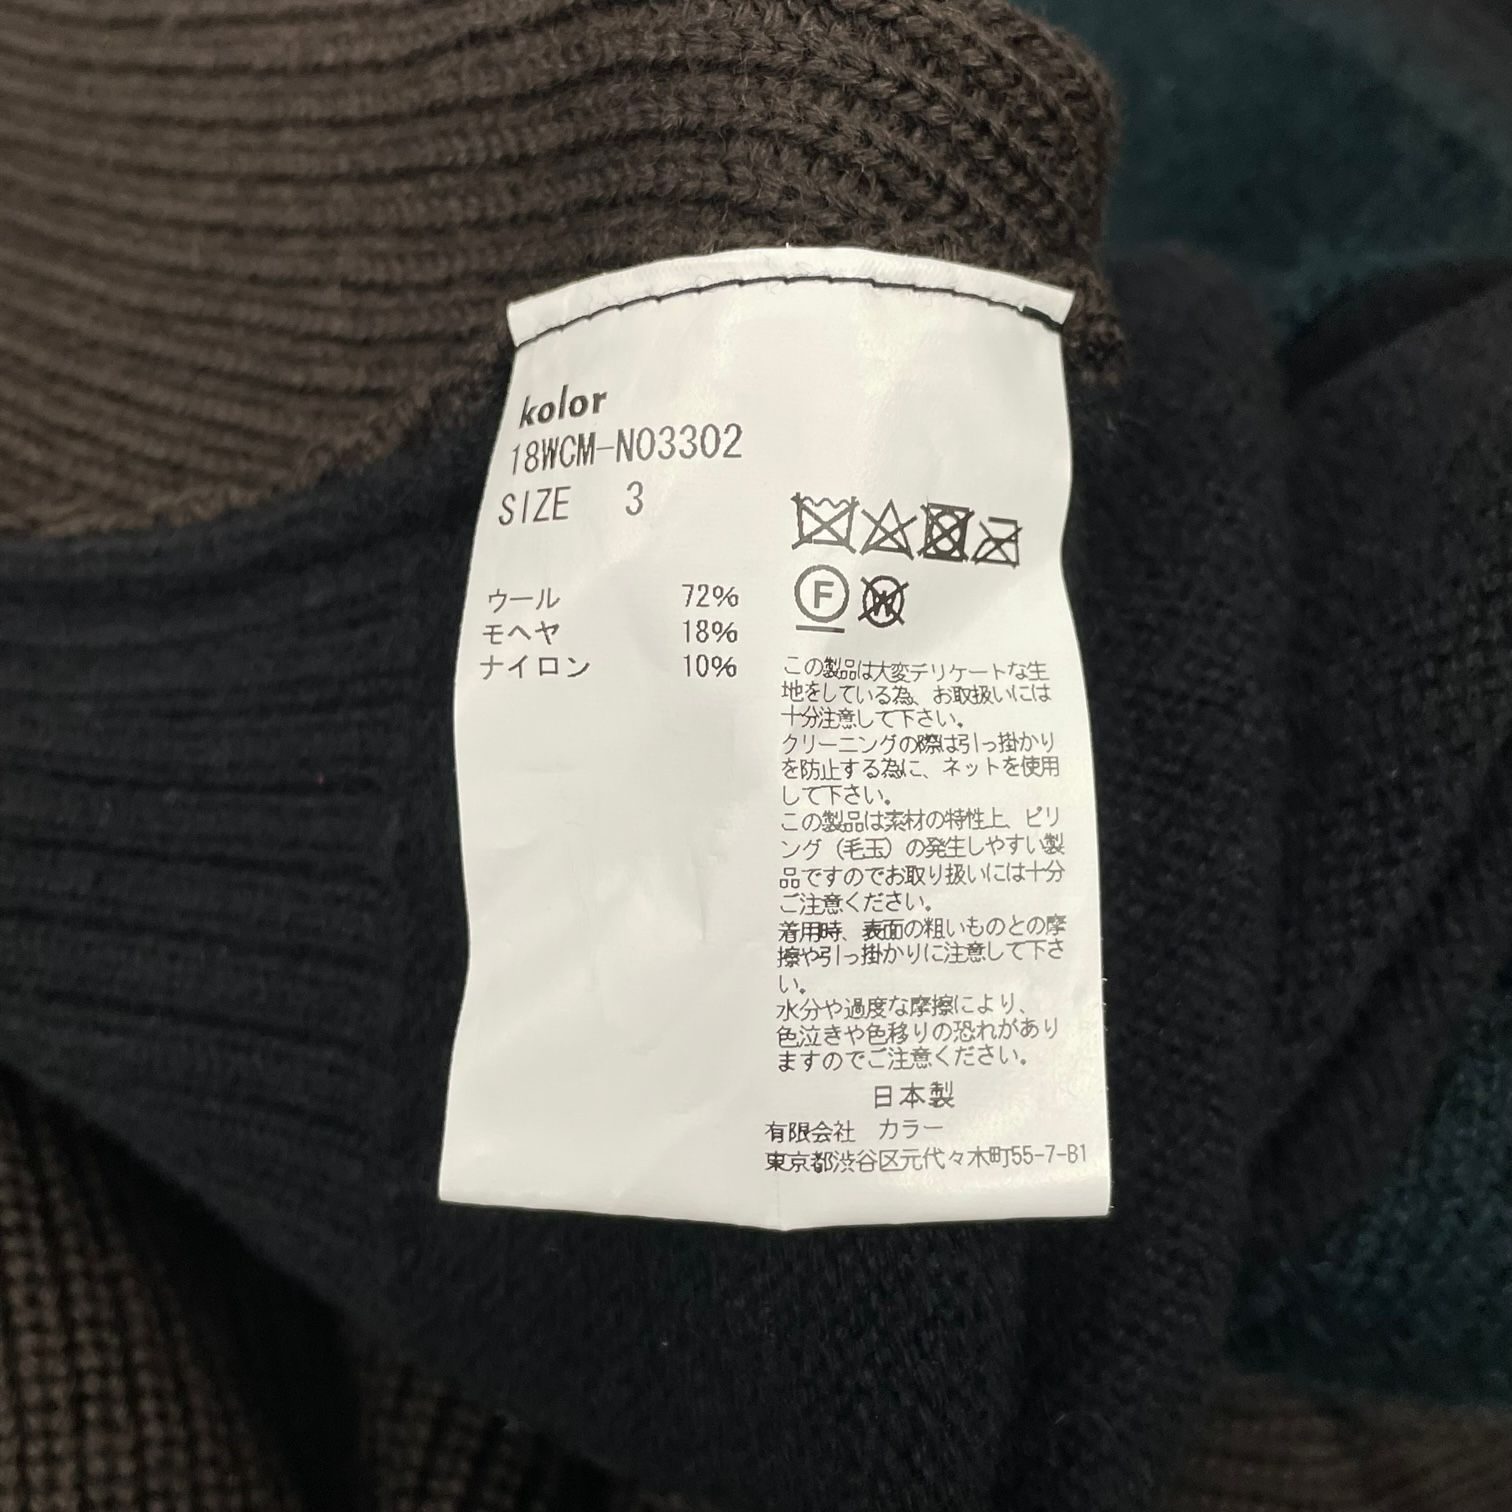 kolor
18WCM-N03302
SIZE 3
ウール 72%
モヘヤ 18%
ナイロン 10%
F
W
この製品は大変デリケートな生
地をしている為、お取扱いには
十分注意して下さい。
クリーニングの際は引っ掛かり
を防止する為に、ネットを使用
して下さい。
この製品は素材の特性上、ピリ
ング（毛玉）の発生しやすい製
品ですのでお取り扱いには十分
ご注意ください。
着用時、表面の粗いものとの摩
擦や引っ掛かりに注意して下さ
い。
水分や過度な摩擦により、
色泣きや色移りの恐れがあり
ますのでご注意ください。
日本製
有限会社 カラー
東京都渋谷区元代々木町55-7-B1